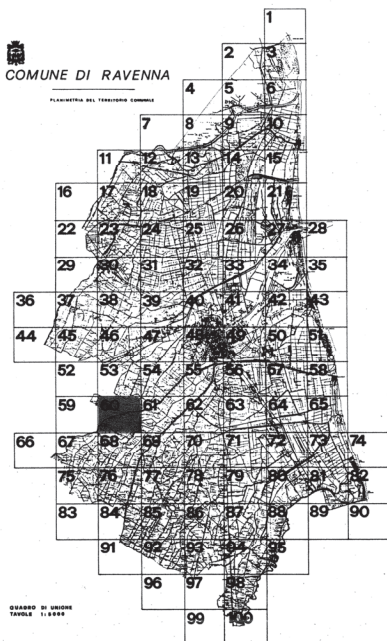 1
2 3
COMUNE DI RAVENNA
4 5 6
PLANIMETRIA DEL TERRITORIO COMUNALE
7 8 9 10
11 12 13 14 15
16 17 18 19 20 21
22 23 24 25 26 27 28
29 30 31 32 33 34 35
36 37 38 39 40 41 42 43
44 45 46 47 48 49 50 51
52 53 54 55 56 57 58
59 61 62 63 64 65
66 67 68 69 70 71 72 73 74
75 76 77 78 79 80 81 82
83 84 85 86 87 88 89 90
91 92 93 94 95
96 97 98
QUADRO DI UNIONE
TAVOLE 1:5000
99 100